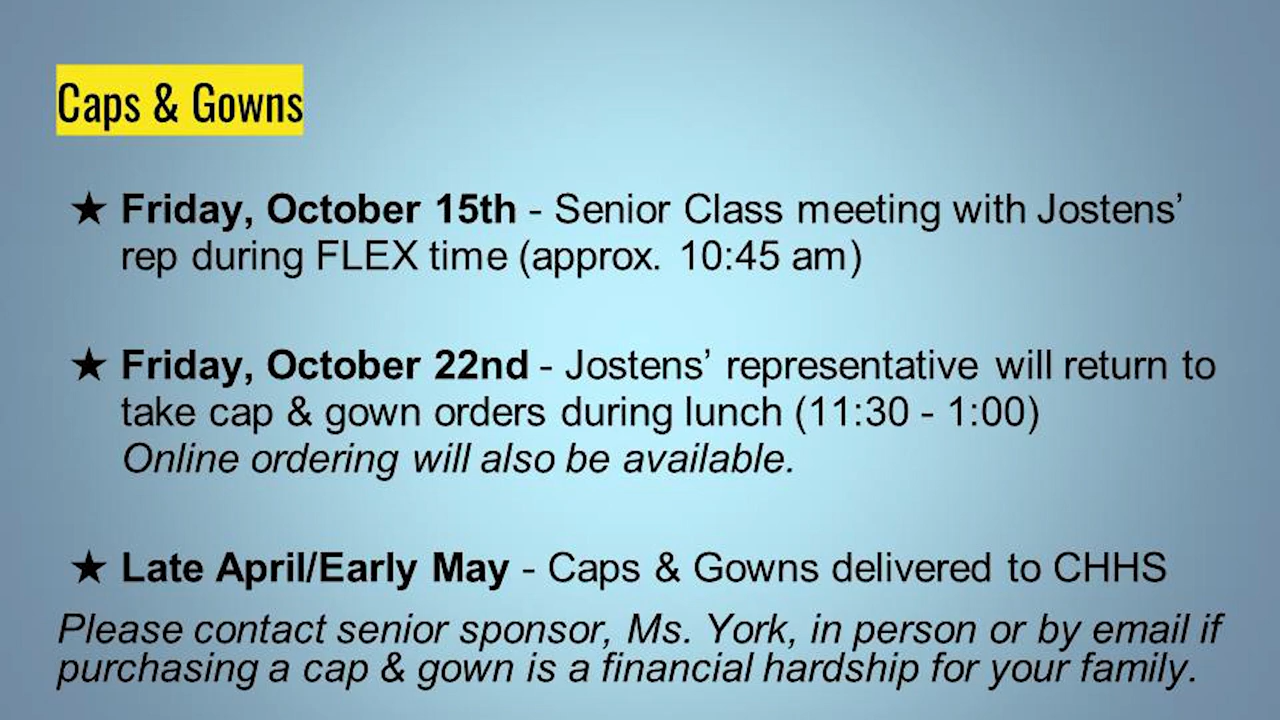 Caps & Gowns
★ Friday, October 15th - Senior Class meeting with Jostens’
rep during FLEX time (approx. 10:45 am)
★ Friday, October 22nd - Jostens’ representative will return to
take cap & gown orders during lunch (11:30 - 1:00)
Online ordering will also be available.
★ Late April/Early May - Caps & Gowns delivered to CHHS
Please contact senior sponsor, Ms. York, in person or by email if
purchasing a cap & gown is a financial hardship for your family.